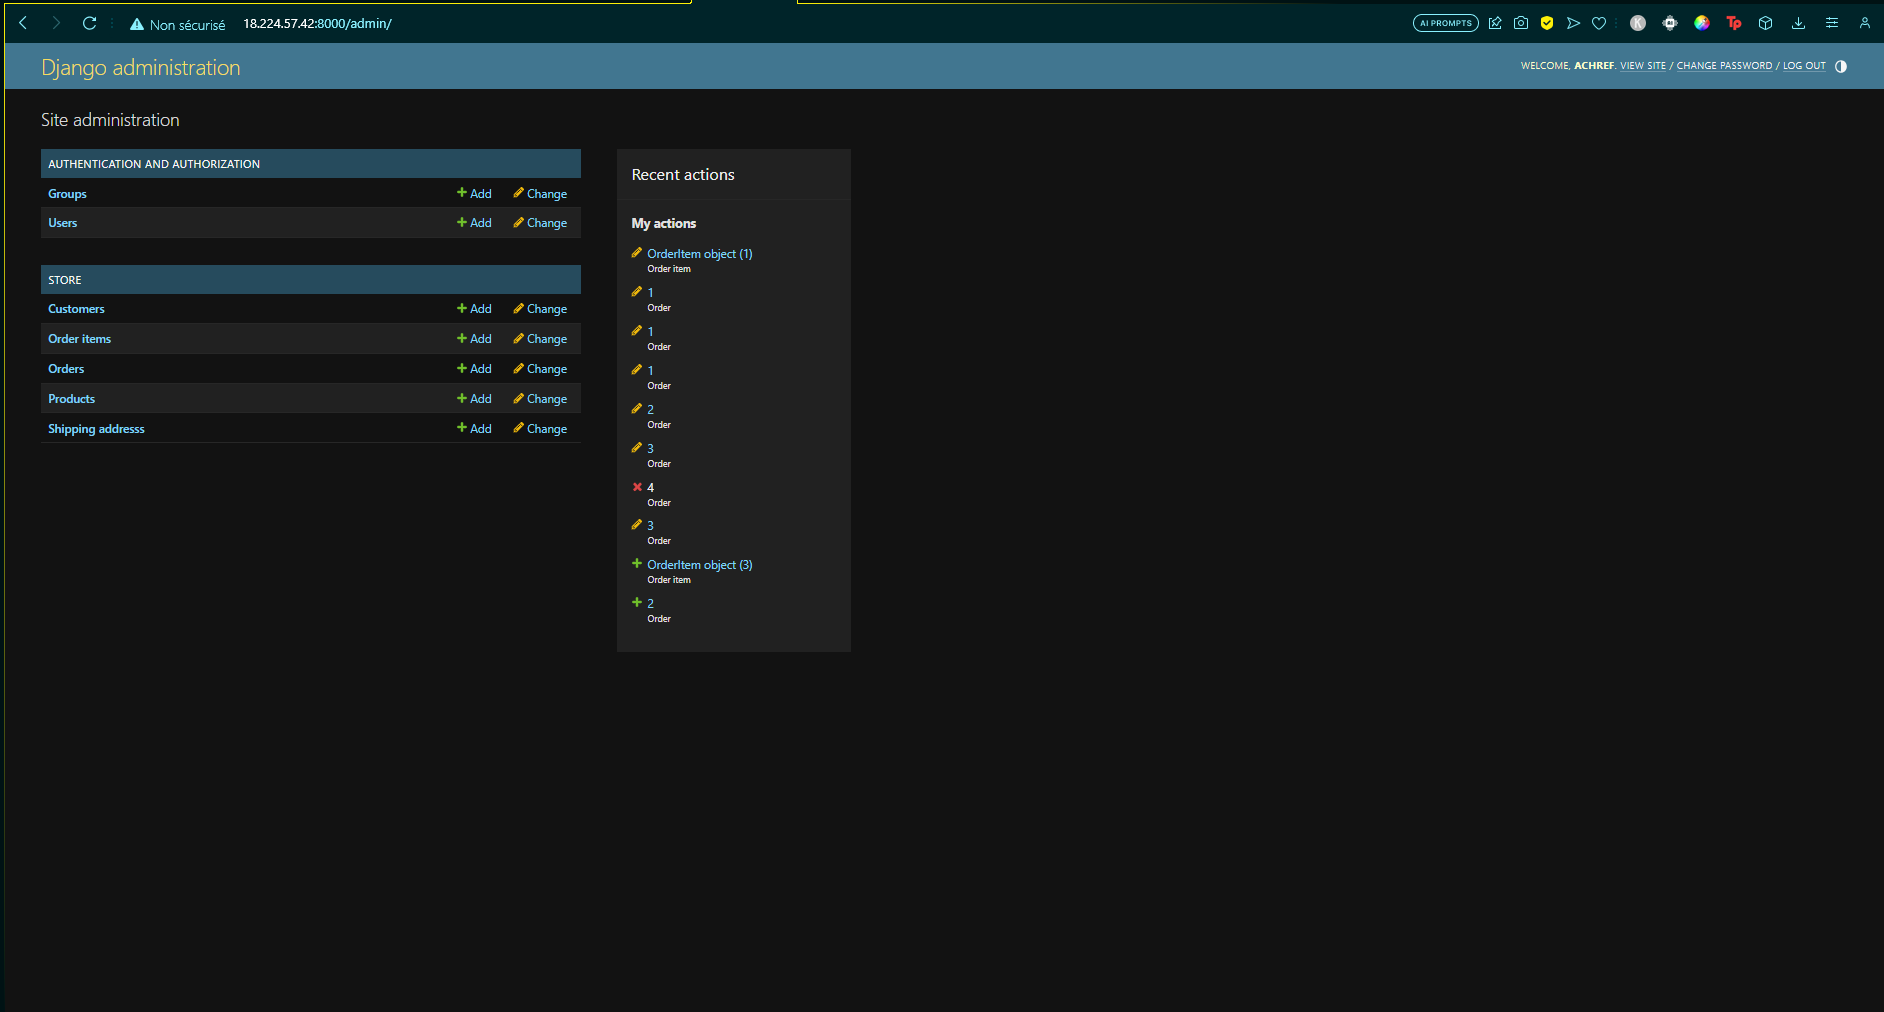 Non sécurisé 18.224.57.42:8000/admin/ AI PROMPTS K Tp
Django administration
WELCOME, ACHREF. VIEW SITE / CHANGE PASSWORD / LOG OUT
Site administration
AUTHENTICATION AND AUTHORIZATION
Groups Add Change
Users Add Change
STORE
Customers Add Change
Order items Add Change
Orders Add Change
Products Add Change
Shipping addresss Add Change
Recent actions
My actions
OrderItem object (1)
Order item
1
Order
1
Order
1
Order
2
Order
3
Order
4
Order
3
Order
OrderItem object (3)
Order item
2
Order